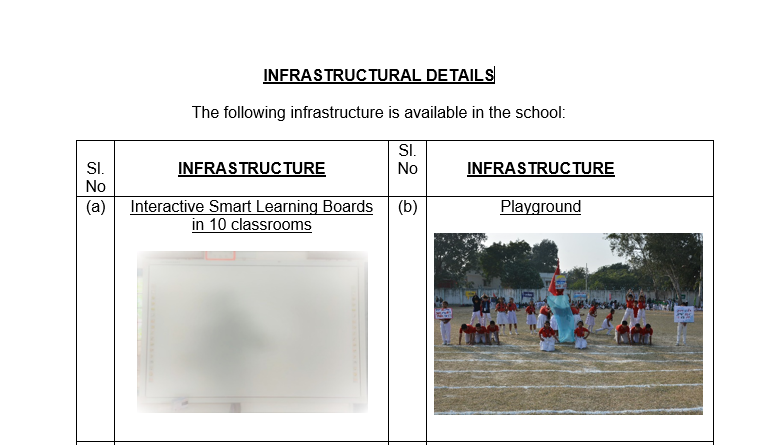 INFRASTRUCTURAL DETAILS
The following infrastructure is available in the school:
Sl.
No
INFRASTRUCTURE
Sl.
No
INFRASTRUCTURE
(a)
Interactive Smart Learning Boards
in 10 classrooms
(b)
Playground